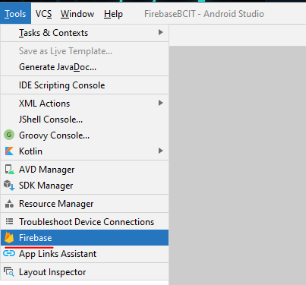 Tools VCS Window Help FirebaseBCIT - Android Studio
Tasks & Contexts
Save as Live Template...
Generate JavaDoc...
IDE Scripting Console
XML Actions
JShell Console...
G Groovy Console...
Kotlin
AVD Manager
SDK Manager
Resource Manager
Troubleshoot Device Connections
Firebase
App Links Assistant
Layout Inspector